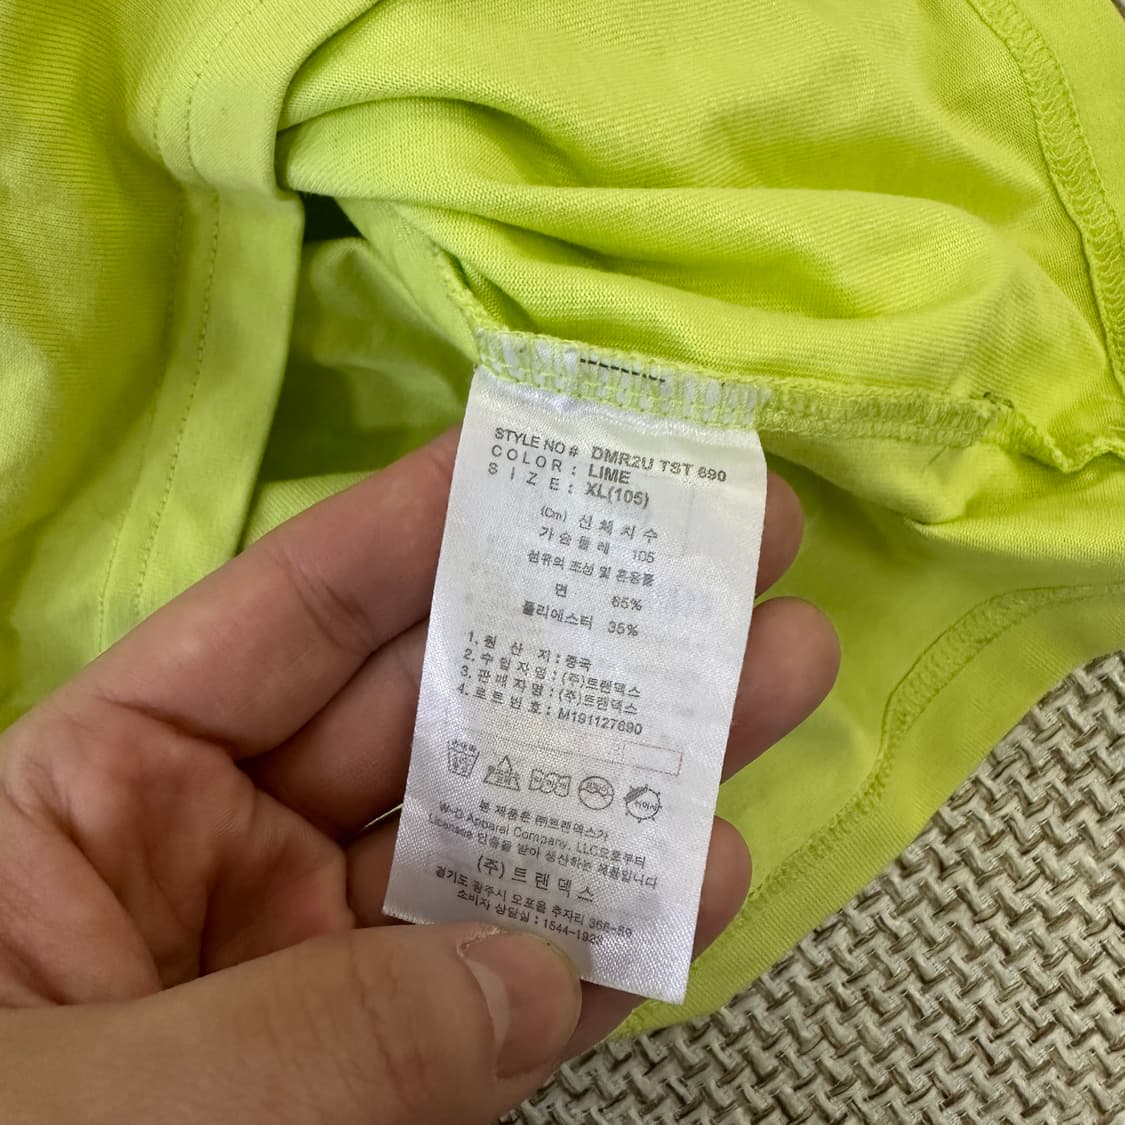 STYLE NO # DMR2U TST 690
COLOR : LIME
SIZE : XL(105)
(Cm) 신체치수
가슴둘레 105
섬유의 조성 및 혼용률
면 65%
폴리에스터 35%
1. 원산지 : 중국
2. 수입자명 : (주)트랜덱스
3. 판매자명 : (주)트랜덱스
4. 로트번호 : M191127690
본 제품은 ㈜트랜덱스가
W-D Apparel Company, LLC으로부터
License 인증을 받아 생산하는 제품입니다
(주)트랜덱스
경기도 광주시 오포읍 추자리 366-59
소비자 상담실 : 1544-192